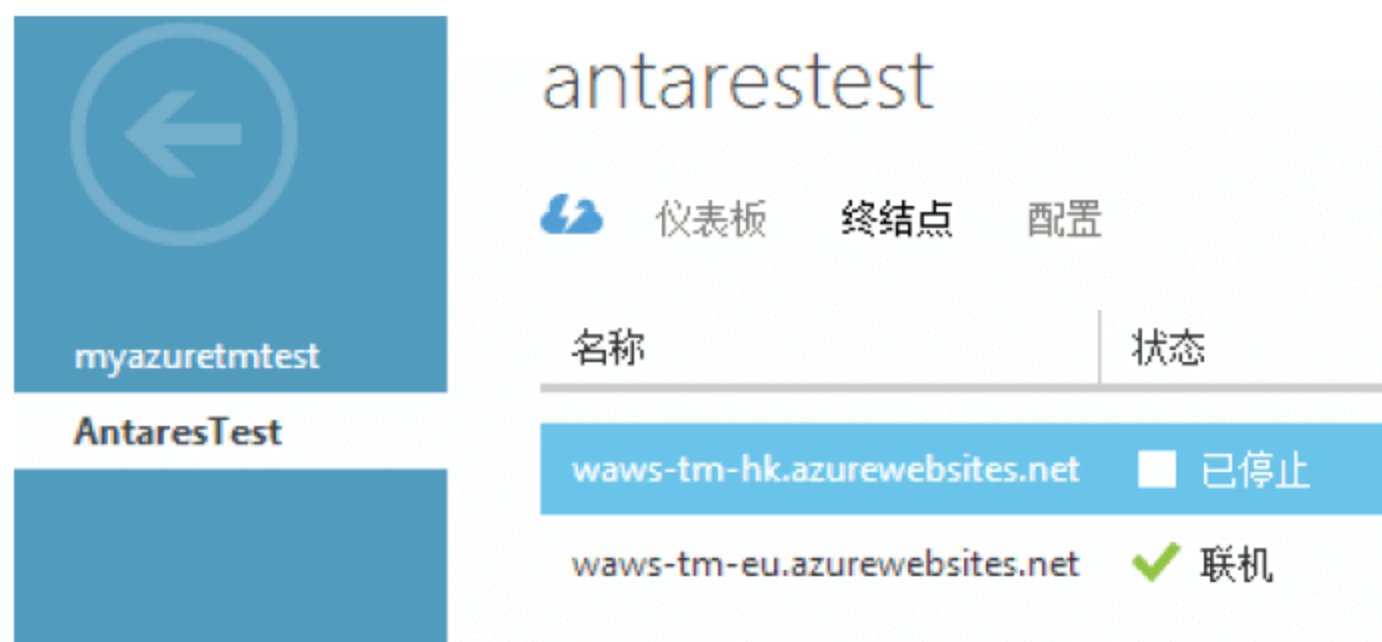 antarestest
仪表板 终结点 配置
myazuretmtest
AntaresTest
名称 状态
waws-tm-hk.azurewebsites.net 已停止
waws-tm-eu.azurewebsites.net 联机